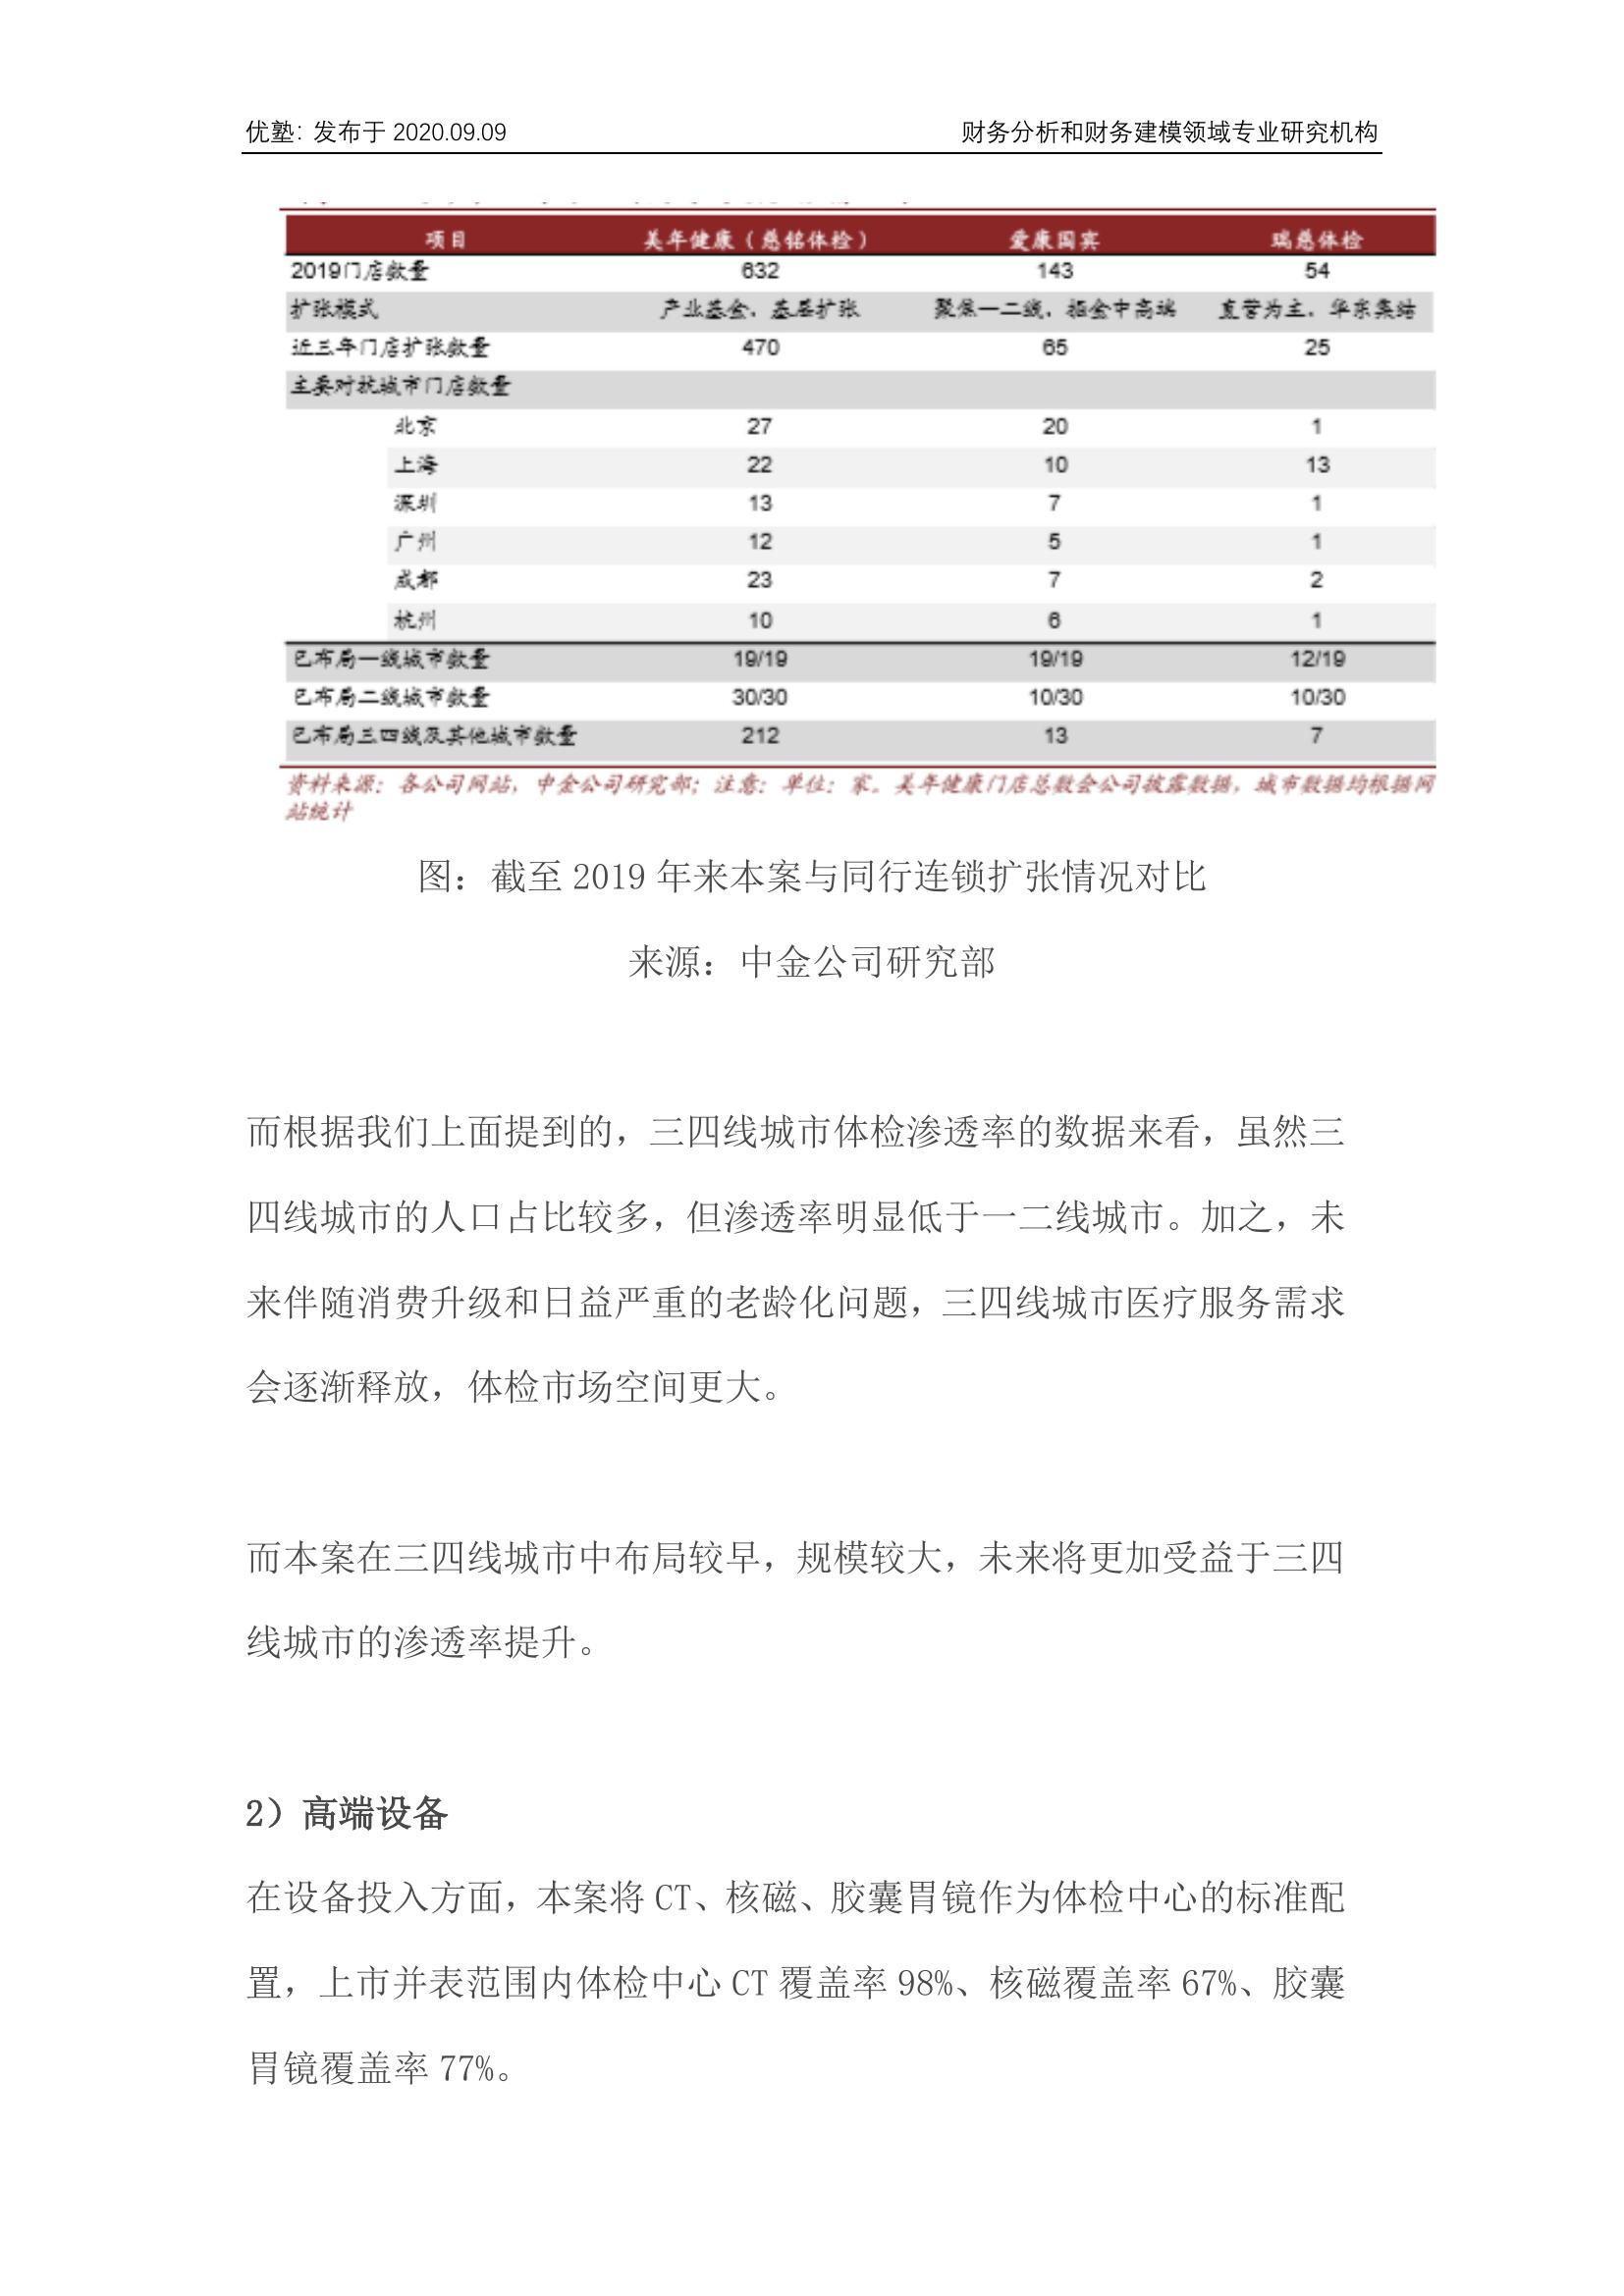 优塾：发布于 2020.09.09 财务分析和财务建模领域专业研究机构
项目 美年健康（慈铭体检） 爱康国宾 瑞慈体检
2019门店数量 632 143 54
扩张模式 产业基金、基层扩张 聚焦一二线、掘金中高端 直营为主、华东集结
近三年门店扩张数量 470 65 25
主要对抗城市门店数量
北京 27 20 1
上海 22 10 13
深圳 13 7 1
广州 12 5 1
成都 23 7 2
杭州 10 6 1
已布局一线城市数量 19/19 19/19 12/19
已布局二线城市数量 30/30 10/30 10/30
已布局三四线及其他城市数量 212 13 7
资料来源：各公司网站，中金公司研究部；注意：单位：家。美年健康门店总数会公司披露数据，城市数据均根据网
站统计
图：截至 2019 年来本案与同行连锁扩张情况对比
来源：中金公司研究部
而根据我们上面提到的，三四线城市体检渗透率的数据来看，虽然三
四线城市的人口占比较多，但渗透率明显低于一二线城市。加之，未
来伴随消费升级和日益严重的老龄化问题，三四线城市医疗服务需求
会逐渐释放，体检市场空间更大。
而本案在三四线城市中布局较早，规模较大，未来将更加受益于三四
线城市的渗透率提升。
2）高端设备
在设备投入方面，本案将 CT、核磁、胶囊胃镜作为体检中心的标准配
置，上市并表范围内体检中心 CT 覆盖率 98%、核磁覆盖率 67%、胶囊
胃镜覆盖率 77%。